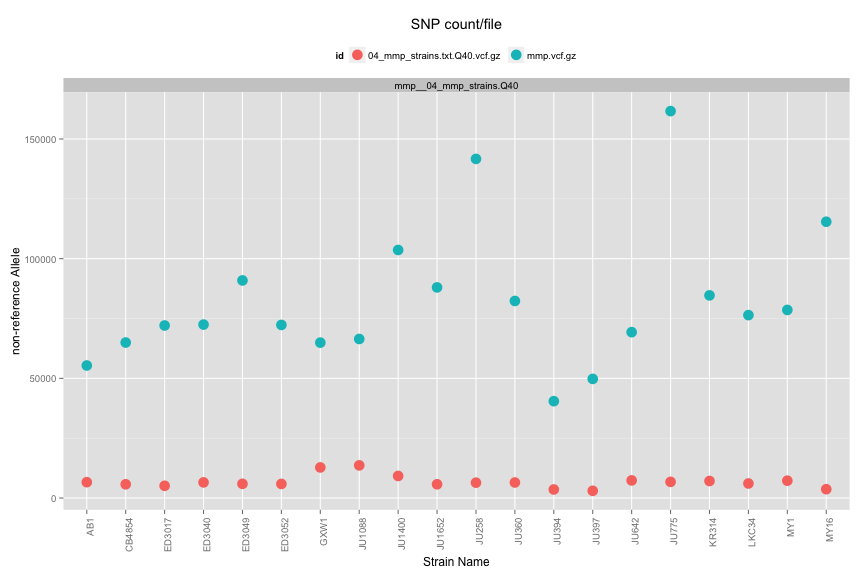 SNP count/file
id 04_mmp_strains.txt.Q40.vcf.gz mmp.vcf.gz
mmp__04_mmp_strains.Q40
150000
100000
50000
0
non-reference Allele
AB1 CB4854 ED3017 ED3040 ED3049 ED3052 GXW1 JU1088 JU1400 JU1652 JU258 JU360 JU394 JU397 JU642 JU775 KR314 LKC34 MY1 MY16
Strain Name